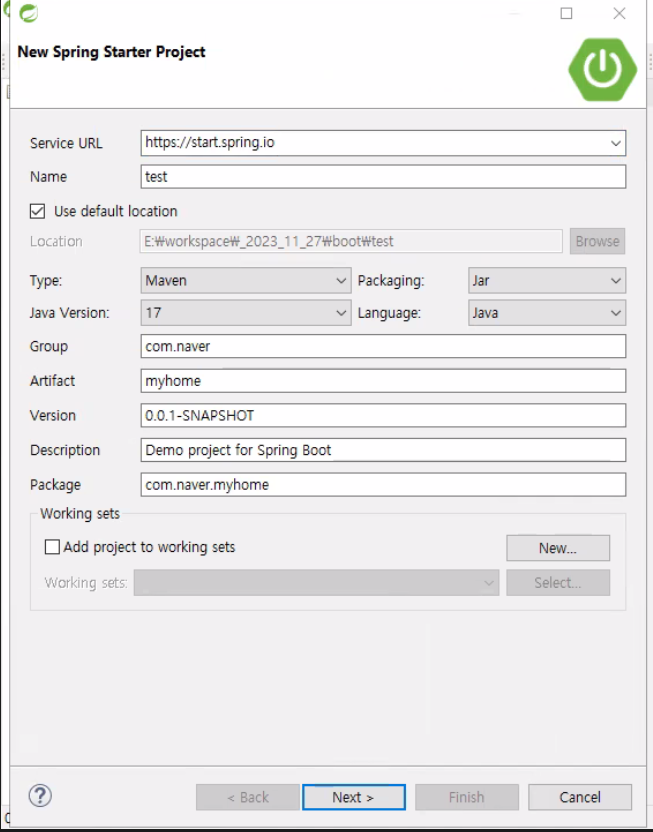 New Spring Starter Project
Service URL https://start.spring.io
Name test
Use default location
Location E:₩workspace₩_2023_11_27₩boot₩test Browse
Type: Maven Packaging: Jar
Java Version: 17 Language: Java
Group com.naver
Artifact myhome
Version 0.0.1-SNAPSHOT
Description Demo project for Spring Boot
Package com.naver.myhome
Working sets
Add project to working sets New...
Working sets: Select...
? < Back Next > Finish Cancel